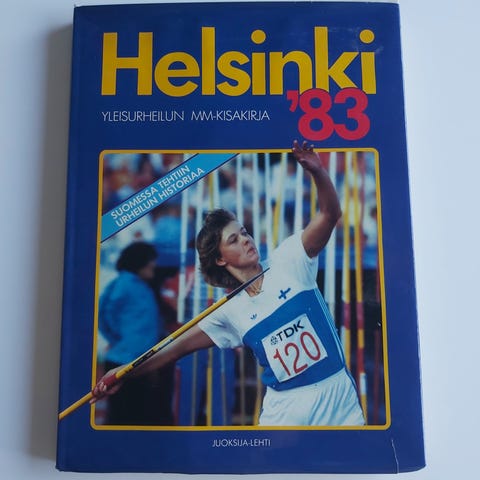 Helsinki
'83
YLEISURHEILUN MM-KISAKIRJA
SUOMESSA TEHTIIN
URHEILUN HISTORIAA
TDK
120
JUOKSIJA-LEHTI